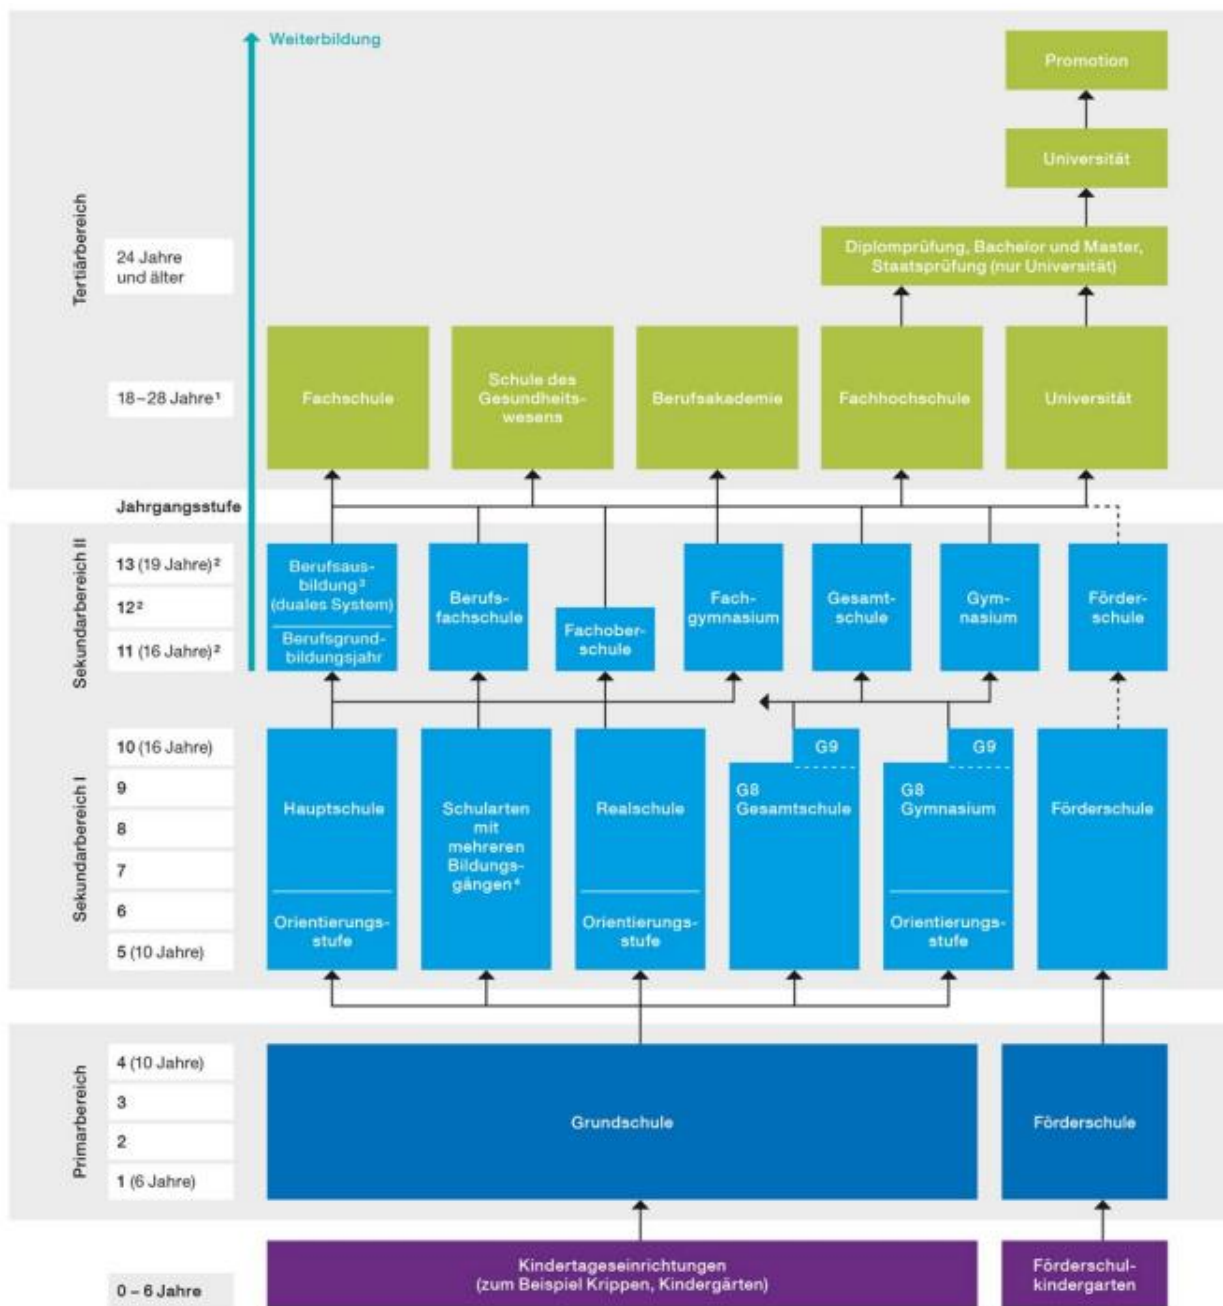 Weiterbildung
Promotion
Universität
Tertiärbereich
24 Jahre
und älter
Diplomprüfung, Bachelor und Master,
Staatsprüfung (nur Universität)
18–28 Jahre¹
Fachschule
Schule des
Gesundheits-
wesens
Berufsakademie
Fachhochschule
Universität
Jahrgangsstufe
Sekundarbereich II
13 (19 Jahre)²
12²
11 (16 Jahre)²
Berufsaus-
bildung³
(duales System)
Berufsgrund-
bildungsjahr
Berufs-
fachschule
Fachober-
schule
Fach-
gymnasium
Gesamt-
schule
Gym-
nasium
Förder-
schule
Sekundarbereich I
10 (16 Jahre)
9
8
7
6
5 (10 Jahre)
Hauptschule
Orientierungs-
stufe
Schularten
mit
mehreren
Bildungs-
gängen⁴
Realschule
Orientierungs-
stufe
G9
G8
Gesamtschule
G9
G8
Gymnasium
Orientierungs-
stufe
Förderschule
Primarbereich
4 (10 Jahre)
3
2
1 (6 Jahre)
Grundschule
Förderschule
0 – 6 Jahre
Kindertageseinrichtungen
(zum Beispiel Krippen, Kindergärten)
Förderschul-
kindergarten